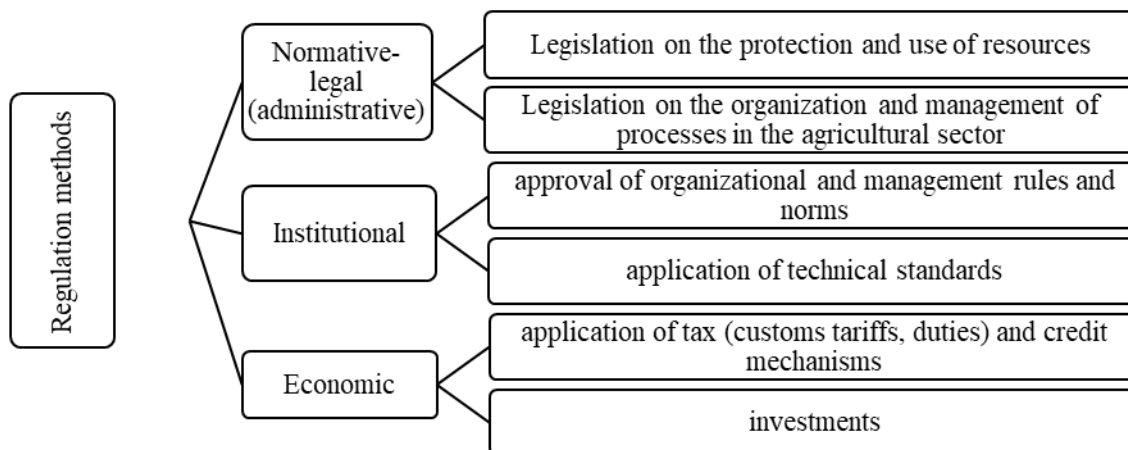 Regulation methods
Normative-
legal
(administrative)
Legislation on the protection and use of resources
Legislation on the organization and management of
processes in the agricultural sector
Institutional
approval of organizational and management rules and
norms
application of technical standards
Economic
application of tax (customs tariffs, duties) and credit
mechanisms
investments